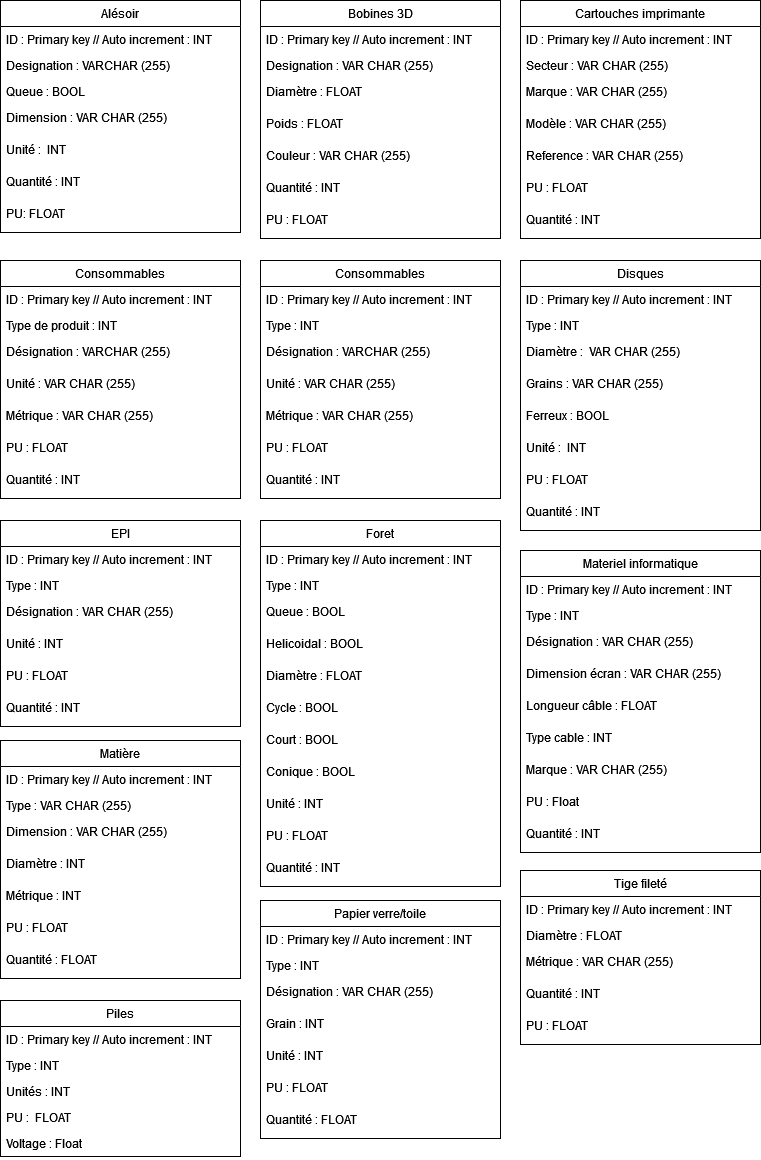 Alésoir
ID : Primary key // Auto increment : INT
Designation : VARCHAR (255)
Queue : BOOL
Dimension : VAR CHAR (255)
Unité :  INT
Quantité : INT
PU: FLOAT
Bobines 3D
ID : Primary key // Auto increment : INT
Designation : VAR CHAR (255)
Diamètre : FLOAT
Poids : FLOAT
Couleur : VAR CHAR (255)
Quantité : INT
PU : FLOAT
Cartouches imprimante
ID : Primary key // Auto increment : INT
Secteur : VAR CHAR (255)
Marque : VAR CHAR (255)
Modèle : VAR CHAR (255)
Reference : VAR CHAR (255)
PU : FLOAT
Quantité : INT
Consommables
ID : Primary key // Auto increment : INT
Type de produit : INT
Désignation : VARCHAR (255)
Unité : VAR CHAR (255)
Métrique : VAR CHAR (255)
PU : FLOAT
Quantité : INT
Consommables
ID : Primary key // Auto increment : INT
Type : INT
Désignation : VARCHAR (255)
Unité : VAR CHAR (255)
Métrique : VAR CHAR (255)
PU : FLOAT
Quantité : INT
Disques
ID : Primary key // Auto increment : INT
Type : INT
Diamètre :  VAR CHAR (255)
Grains : VAR CHAR (255)
Ferreux : BOOL
Unité :  INT
PU : FLOAT
Quantité : INT
EPI
ID : Primary key // Auto increment : INT
Type : INT
Désignation : VAR CHAR (255)
Unité : INT
PU : FLOAT
Quantité : INT
Foret
ID : Primary key // Auto increment : INT
Type : INT
Queue : BOOL
Helicoidal : BOOL
Diamètre : FLOAT
Cycle : BOOL
Court : BOOL
Conique : BOOL
Unité : INT
PU : FLOAT
Quantité : INT
Materiel informatique
ID : Primary key // Auto increment : INT
Type : INT
Désignation : VAR CHAR (255)
Dimension écran : VAR CHAR (255)
Longueur câble : FLOAT
Type cable : INT
Marque : VAR CHAR (255)
PU : Float
Quantité : INT
Matière
ID : Primary key // Auto increment : INT
Type : VAR CHAR (255)
Dimension : VAR CHAR (255)
Diamètre : INT
Métrique : INT
PU : FLOAT
Quantité : FLOAT
Papier verre/toile
ID : Primary key // Auto increment : INT
Type : INT
Désignation : VAR CHAR (255)
Grain : INT
Unité : INT
PU : FLOAT
Quantité : FLOAT
Tige fileté
ID : Primary key // Auto increment : INT
Diamètre : FLOAT
Métrique : VAR CHAR (255)
Quantité : INT
PU : FLOAT
Piles
ID : Primary key // Auto increment : INT
Type : INT
Unités : INT
PU :  FLOAT
Voltage : Float